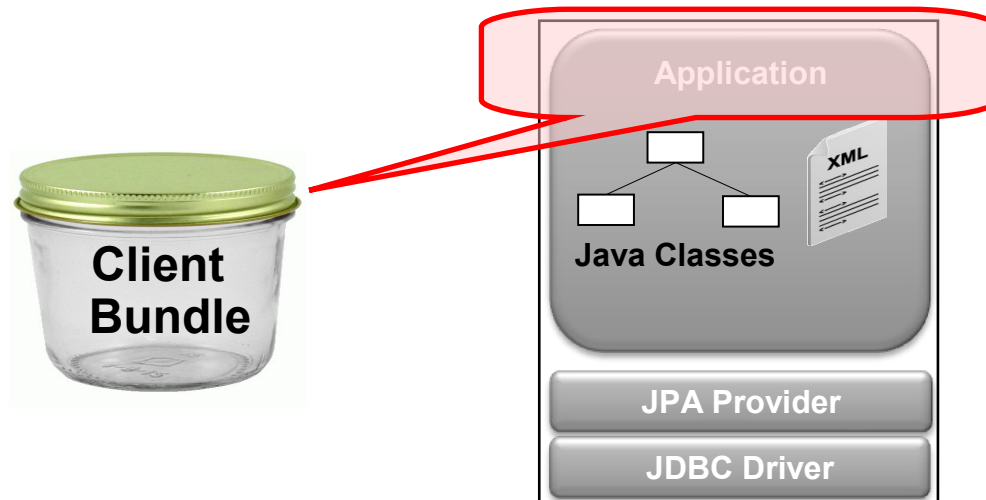 Application
XML
Client
Bundle
Java Classes
JPA Provider
JDBC Driver